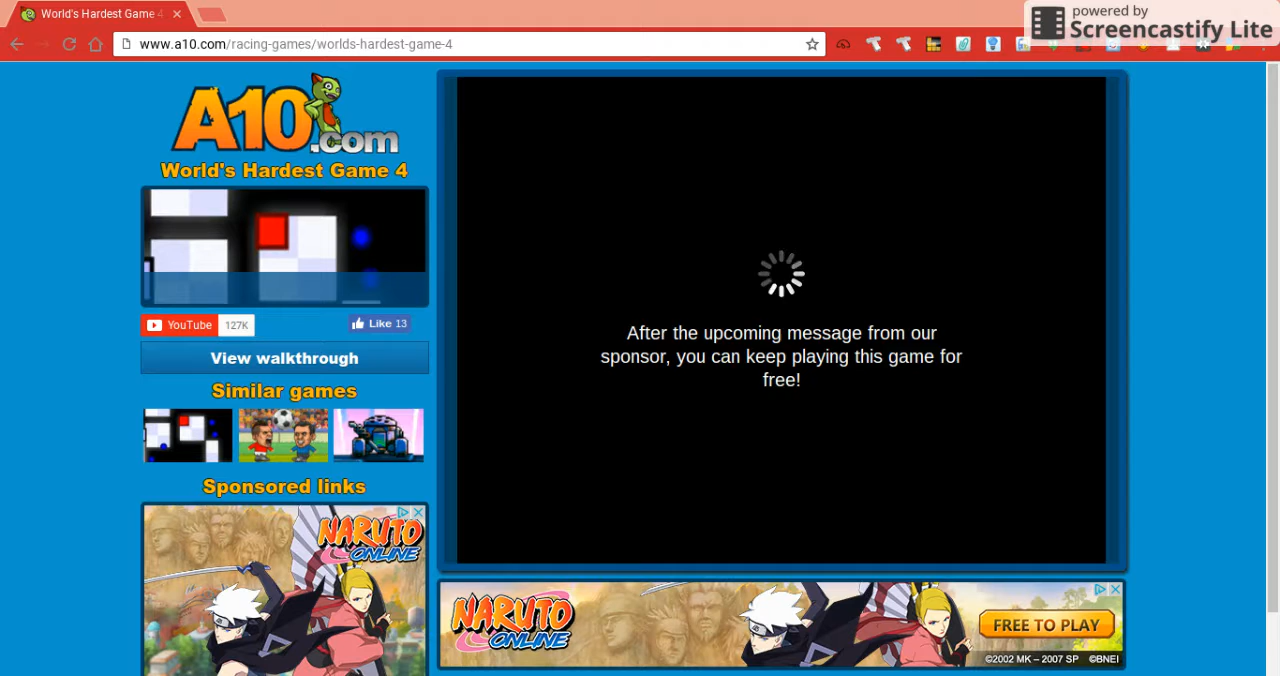 World's Hardest Game 4
powered by
Screencastify Lite
www.a10.com/racing-games/worlds-hardest-game-4
A10.com
World's Hardest Game 4
YouTube 127K
Like 13
View walkthrough
Similar games
Sponsored links
NARUTO
ONLINE
After the upcoming message from our
sponsor, you can keep playing this game for
free!
NARUTO
ONLINE
FREE TO PLAY
©2002 MK – 2007 SP ©BNEI